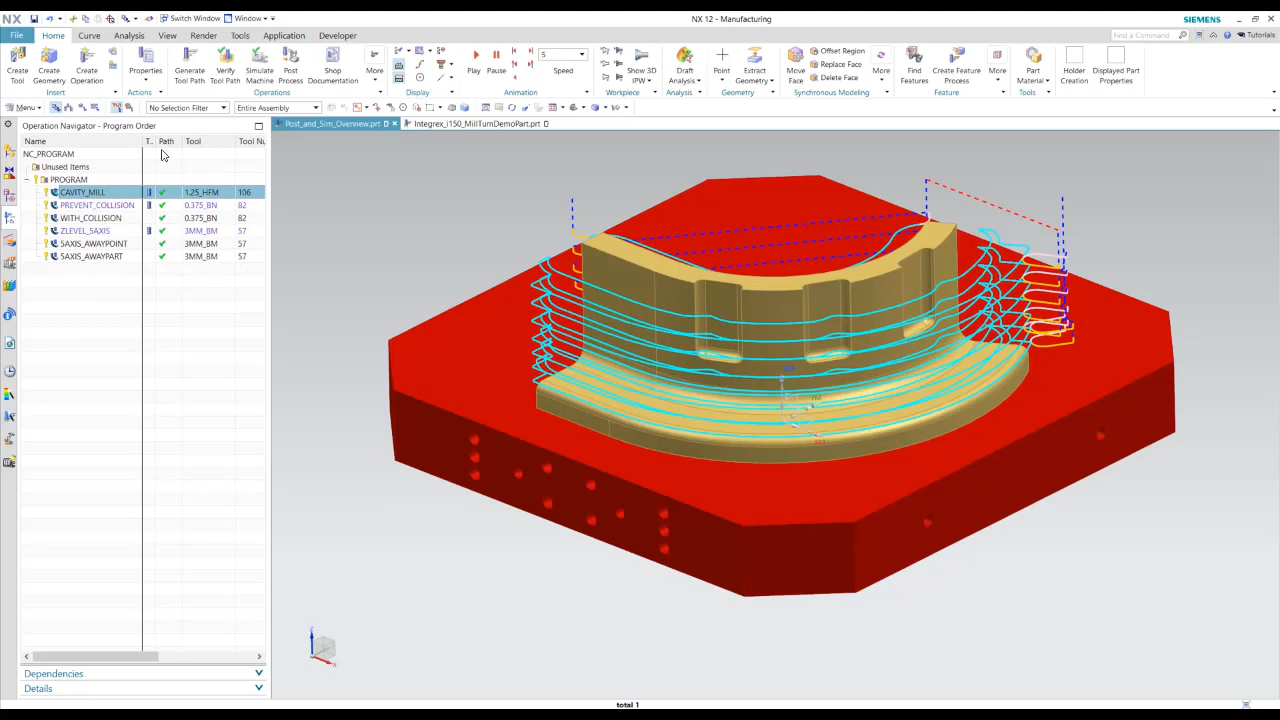 NX Switch Window Window NX 12 - Manufacturing SIEMENS
File Home Curve Assembly View Render Tools Application Developer Find a Command Tutorials
Create Tool Create Geometry Create Operation Properties Generate Tool Path Verify Tool Path Simulate Machine Post Process Shop Documentation More Play Pause 5 Speed Show 3D IPW Draft Analysis Point Extract Geometry Move Face Offset Region Replace Face Delete Face More Find Features Create Feature Process More Part Material Holder Creation Displayed Part Properties
Insert Actions Operations Display Animation Workpiece Analysis Geometry Synchronous Modeling Feature Tools
Menu No Selection Filter Entire Assembly
Operation Navigator - Program Order Post_and_Sim_Overview.prt Integrex_i150_MillTurnDemoPart.prt
Name T.. Path Tool Tool Nu
NC_PROGRAM
Unused Items
PROGRAM
CAVITY_MILL 1.25_HFM 106
PREVENT_COLLISION 0.375_BN 82
WITH_COLLISION 0.375_BN 82
ZLEVEL_5AXIS 3MM_BM 57
5AXIS_AWAYPOINT 3MM_BM 57
5AXIS_AWAYPART 3MM_BM 57
Dependencies
Details
total 1